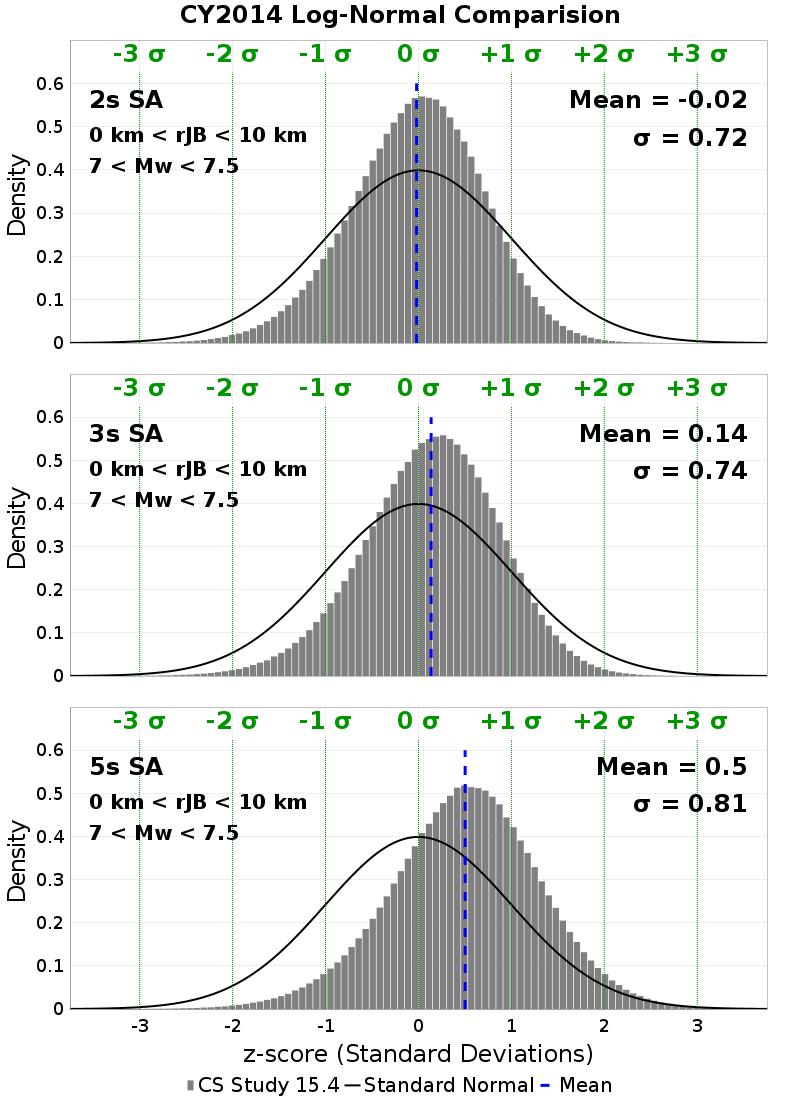 CY2014 Log-Normal Comparision
-3 σ -2 σ -1 σ 0 σ +1 σ +2 σ +3 σ
0.6
2s SA Mean = -0.02
0.5
0 km < rJB < 10 km σ = 0.72
7 < Mw < 7.5
0.4
Density
0.3
0.2
0.1
0
-3 σ -2 σ -1 σ 0 σ +1 σ +2 σ +3 σ
0.6
3s SA Mean = 0.14
0.5
0 km < rJB < 10 km σ = 0.74
7 < Mw < 7.5
0.4
Density
0.3
0.2
0.1
0
-3 σ -2 σ -1 σ 0 σ +1 σ +2 σ +3 σ
0.6
5s SA Mean = 0.5
0.5
0 km < rJB < 10 km σ = 0.81
7 < Mw < 7.5
0.4
Density
0.3
0.2
0.1
0
-3 -2 -1 0 1 2 3
z-score (Standard Deviations)
CS Study 15.4 Standard Normal Mean